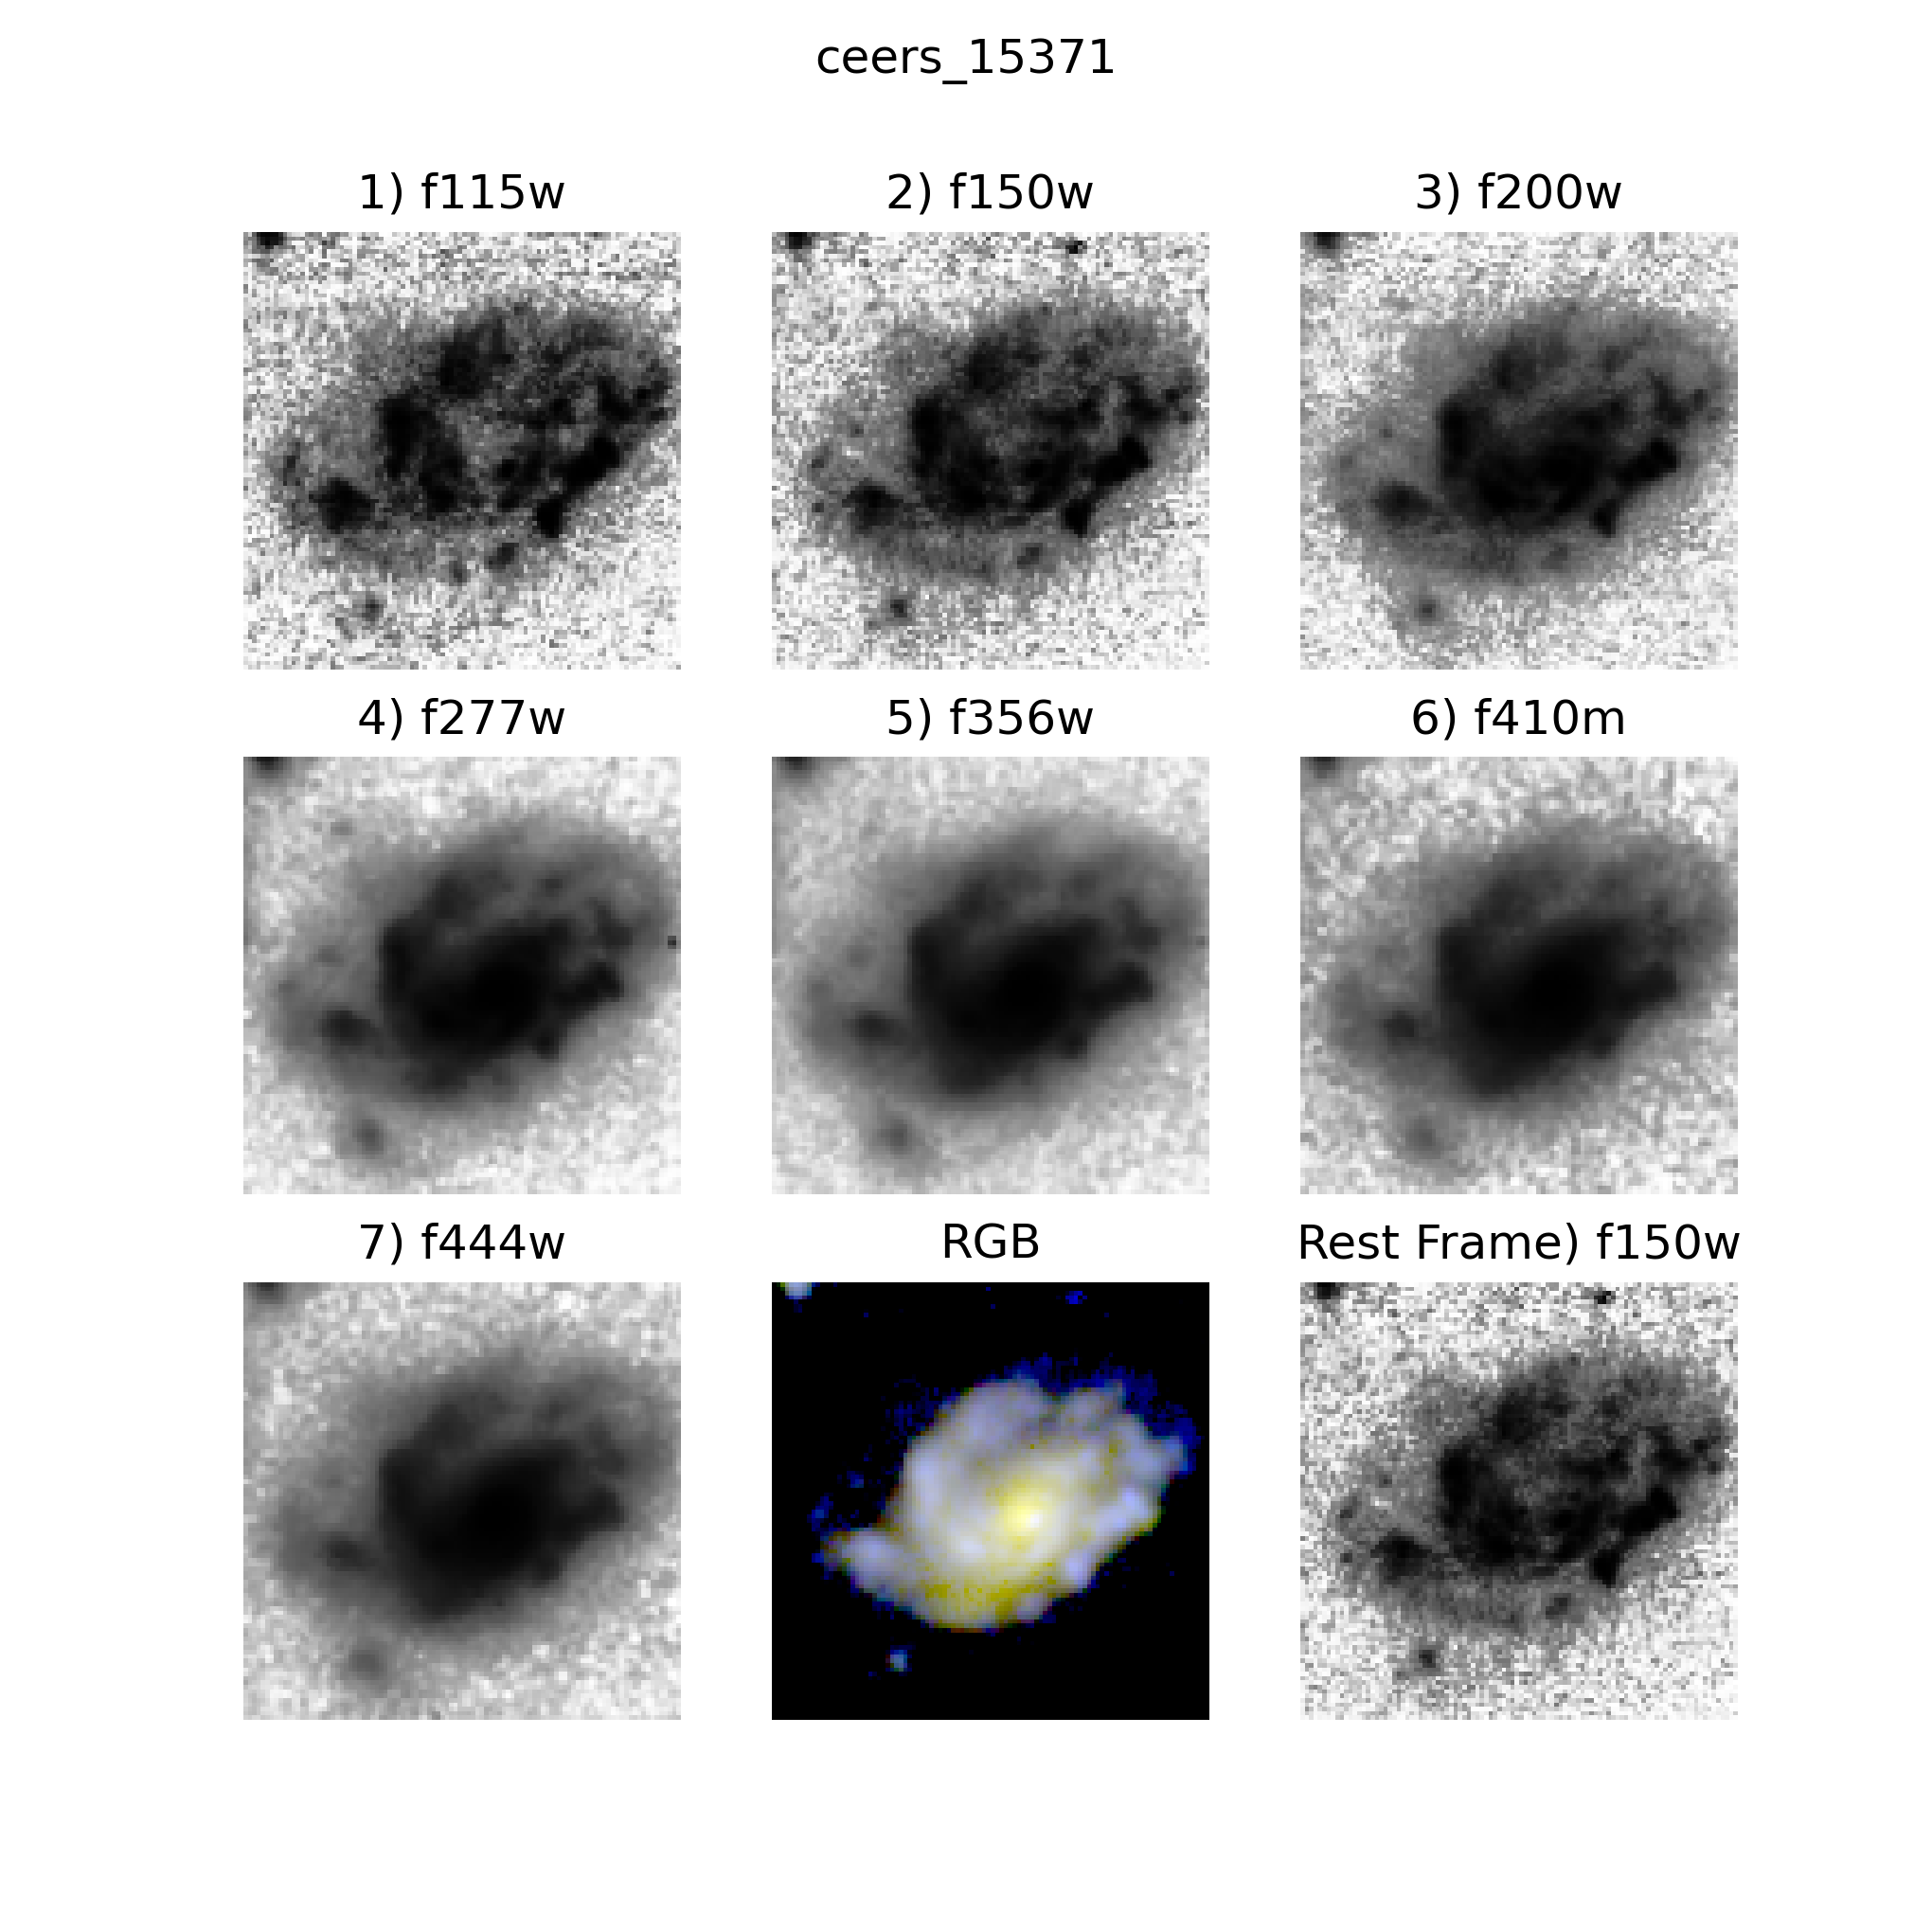 ceers_15371
1) f115w
2) f150w
3) f200w
4) f277w
5) f356w
6) f410m
7) f444w
RGB
Rest Frame) f150w